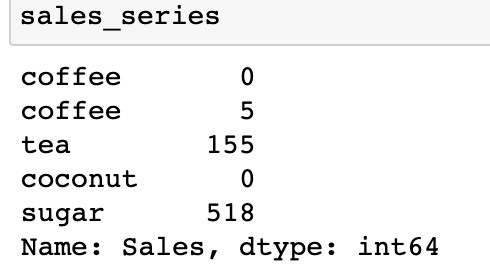 sales_series
coffee 0
coffee 5
tea 155
coconut 0
sugar 518
Name: Sales, dtype: int64